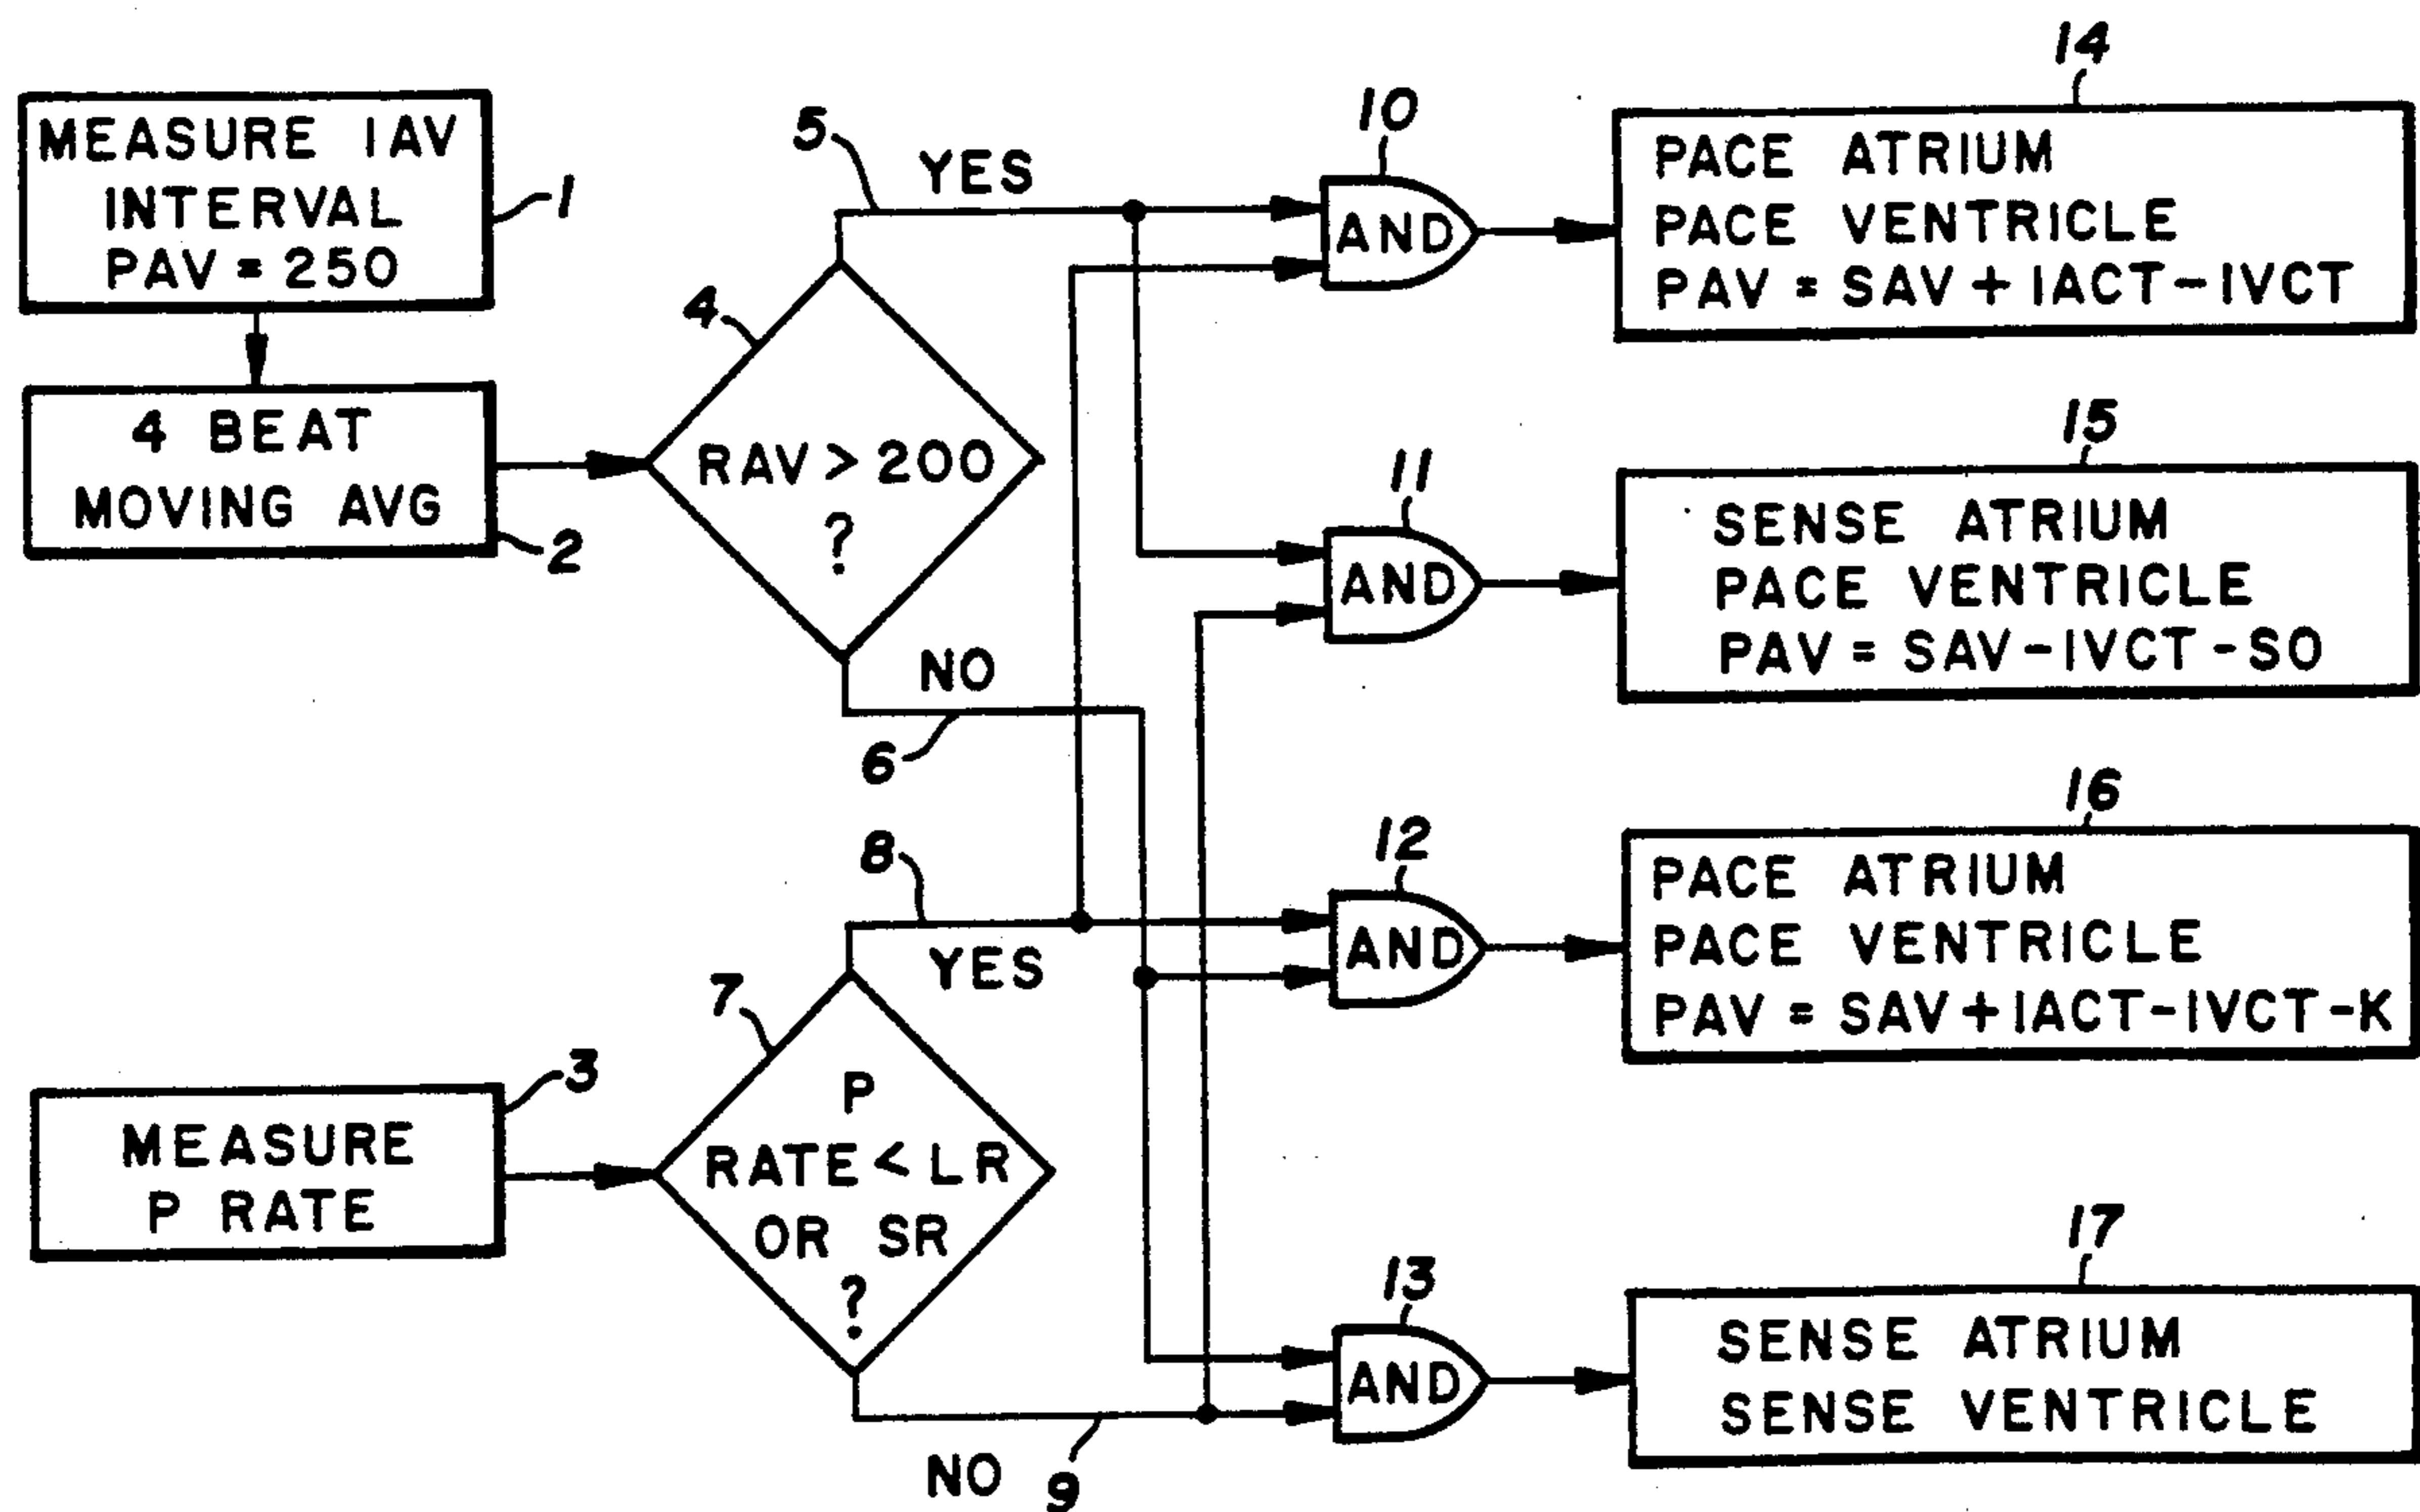 MEASURE IAV
INTERVAL
PAV = 250
1
4 BEAT
MOVING AVG
2
MEASURE
P RATE
3
4
RAV > 200
?
5
YES
NO
6
7
P
RATE < LR
OR SR
?
8
YES
NO
9
10
AND
11
AND
12
AND
13
AND
14
PACE ATRIUM
PACE VENTRICLE
PAV = SAV + IACT - IVCT
15
SENSE ATRIUM
PACE VENTRICLE
PAV = SAV - IVCT - SO
16
PACE ATRIUM
PACE VENTRICLE
PAV = SAV + IACT - IVCT - K
17
SENSE ATRIUM
SENSE VENTRICLE